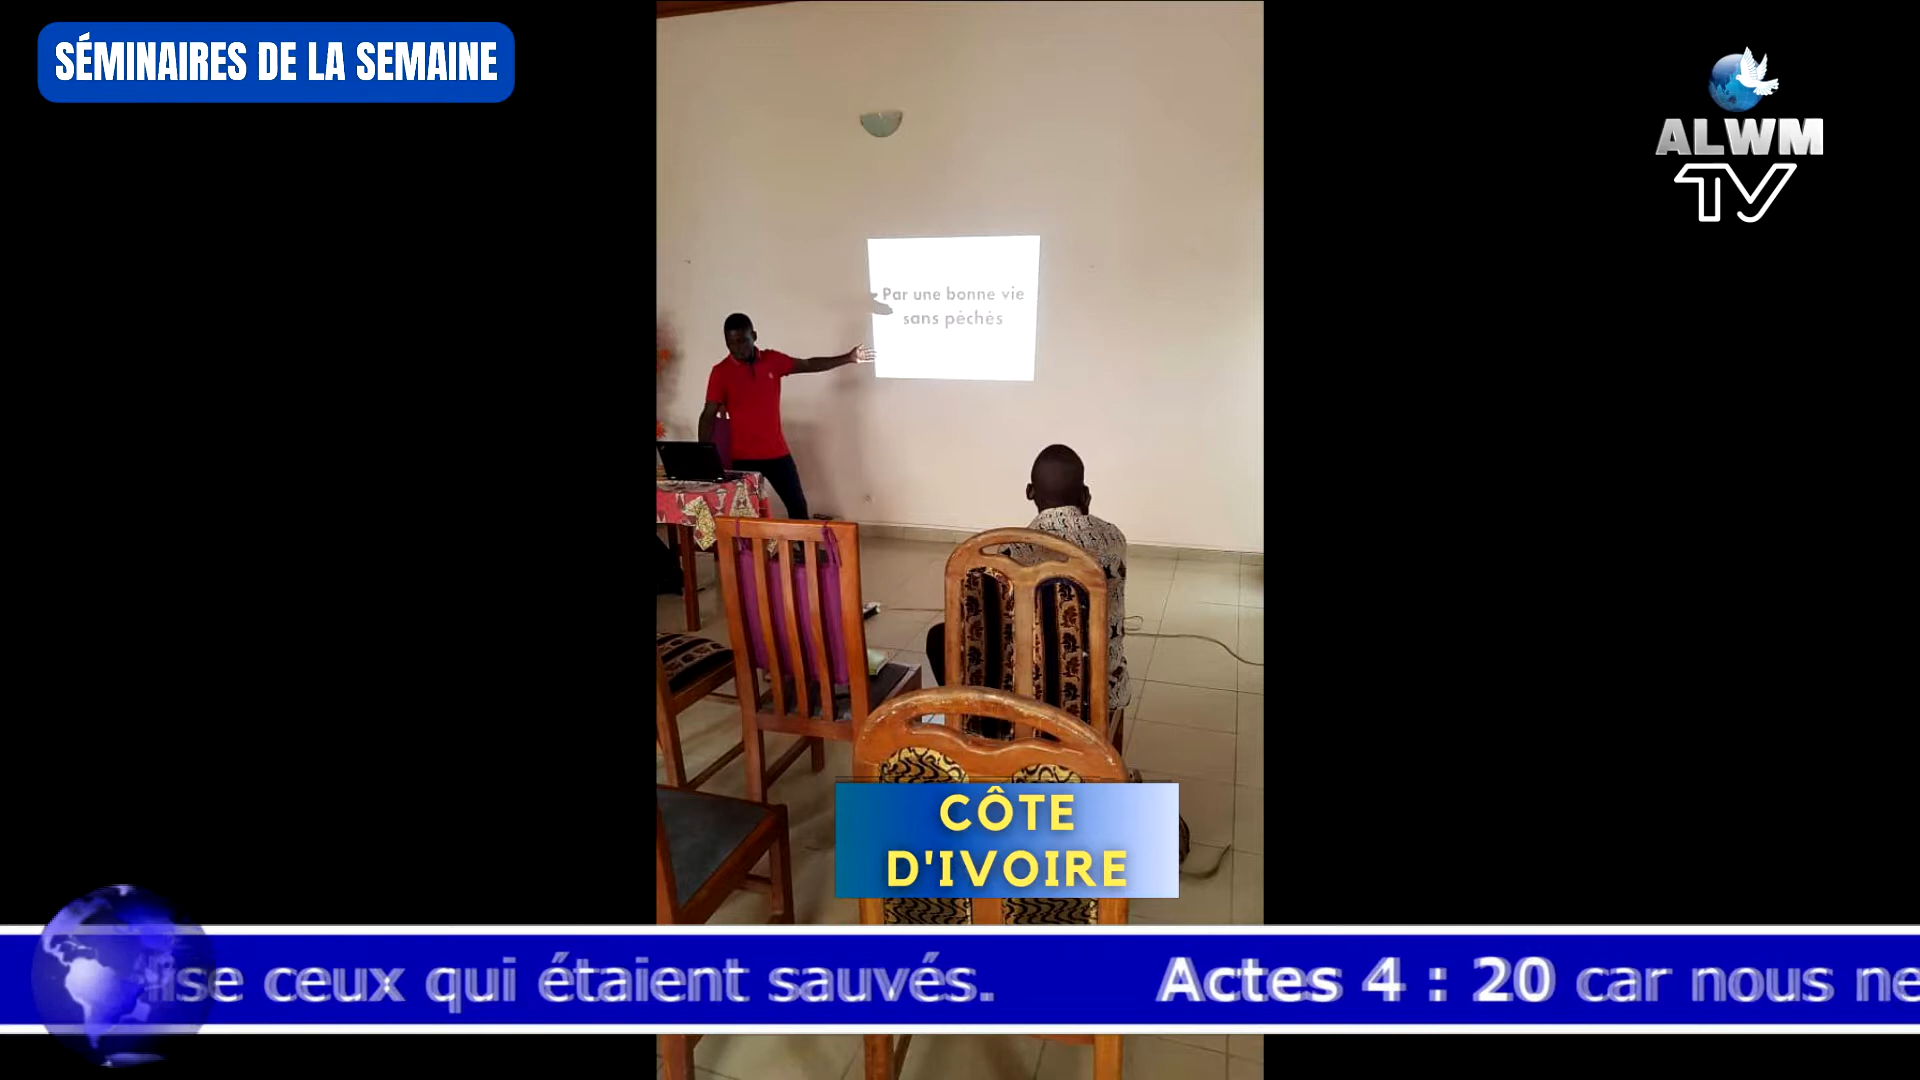 SÉMINAIRES DE LA SEMAINE
ALWM
TV
Par une bonne vie
sans péchés
CÔTE
D'IVOIRE
ceux qui étaient sauvés. Actes 4 : 20 car nous ne